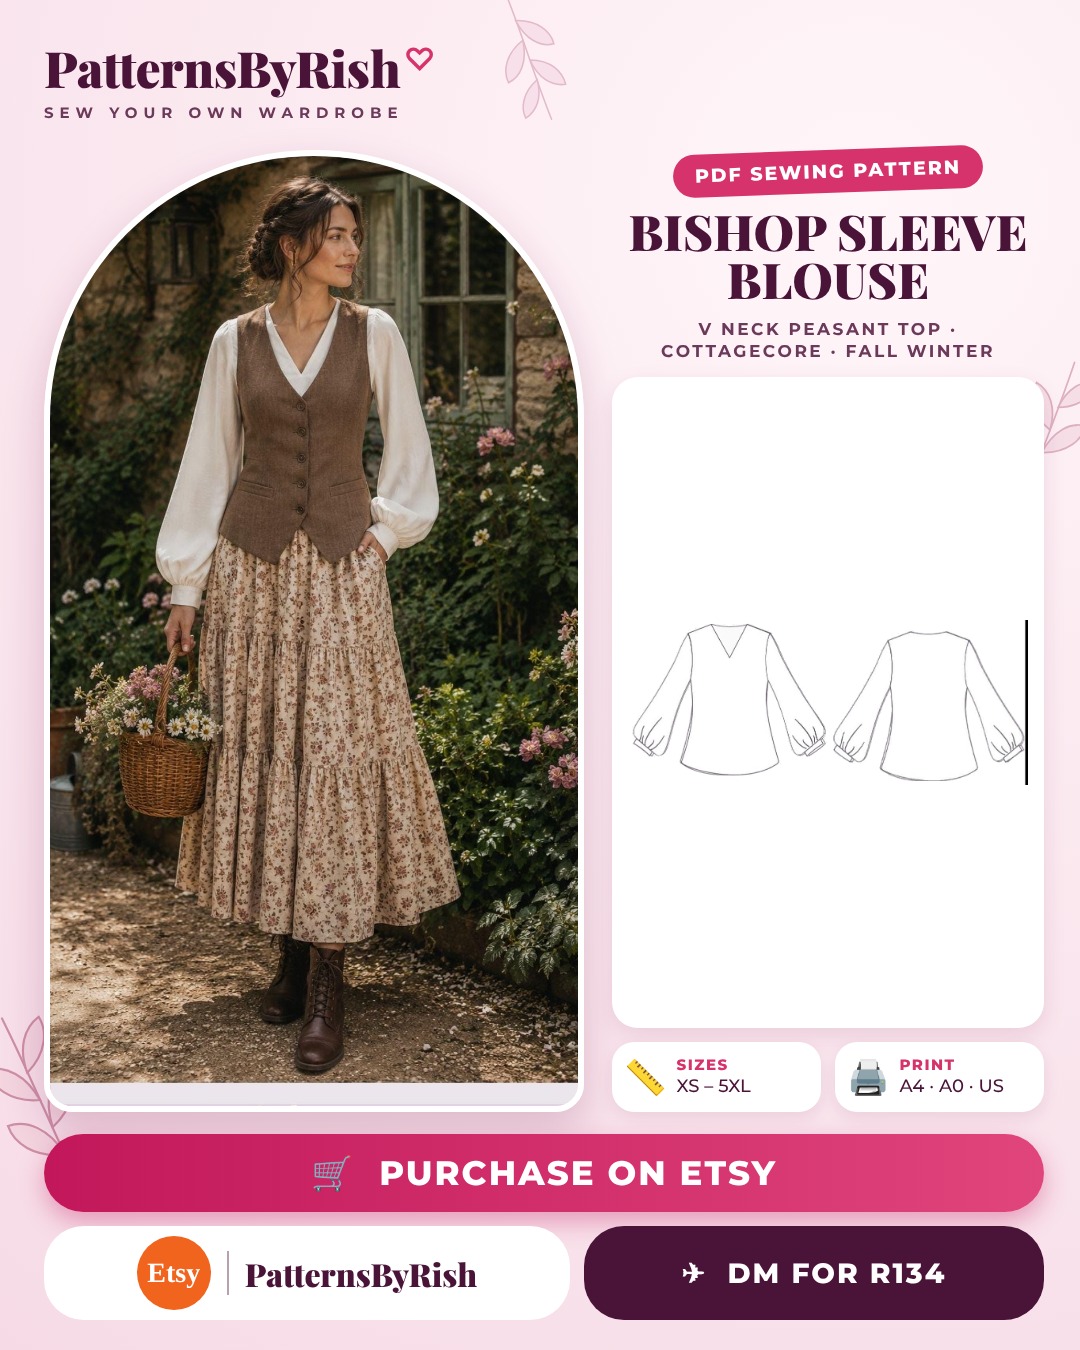 PatternsByRish
SEW YOUR OWN WARDROBE
PDF SEWING PATTERN
BISHOP SLEEVE
BLOUSE
V NECK PEASANT TOP ·
COTTAGECORE · FALL WINTER
SIZES
XS – 5XL
PRINT
A4 · A0 · US
PURCHASE ON ETSY
Etsy
PatternsByRish
DM FOR R134